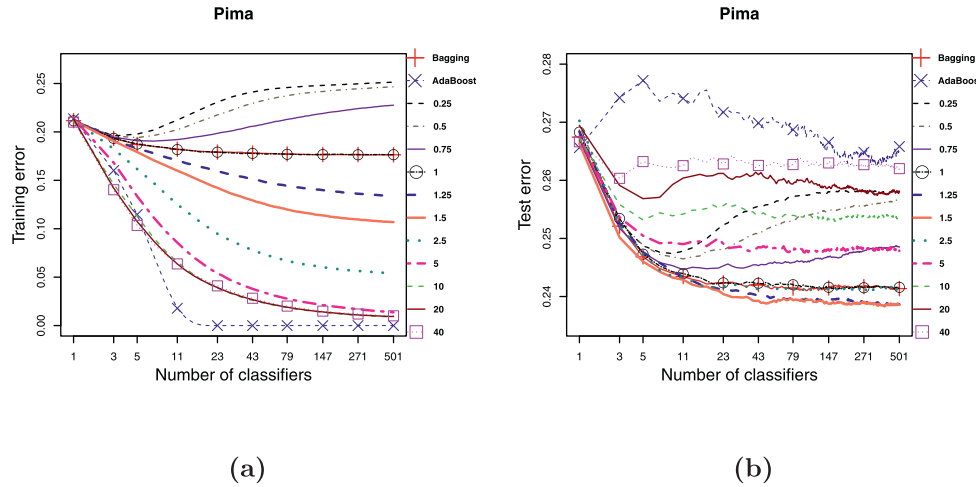 Pima
Training error
0.00 0.05 0.10 0.15 0.20 0.25
1 3 5 11 23 43 79 147 271 501
Number of classifiers
Bagging
AdaBoost
0.25
0.5
0.75
1
1.25
1.5
2.5
5
10
20
40
(a)
Pima
Test error
0.24 0.25 0.26 0.27 0.28
1 3 5 11 23 43 79 147 271 501
Number of classifiers
Bagging
AdaBoost
0.25
0.5
0.75
1
1.25
1.5
2.5
5
10
20
40
(b)